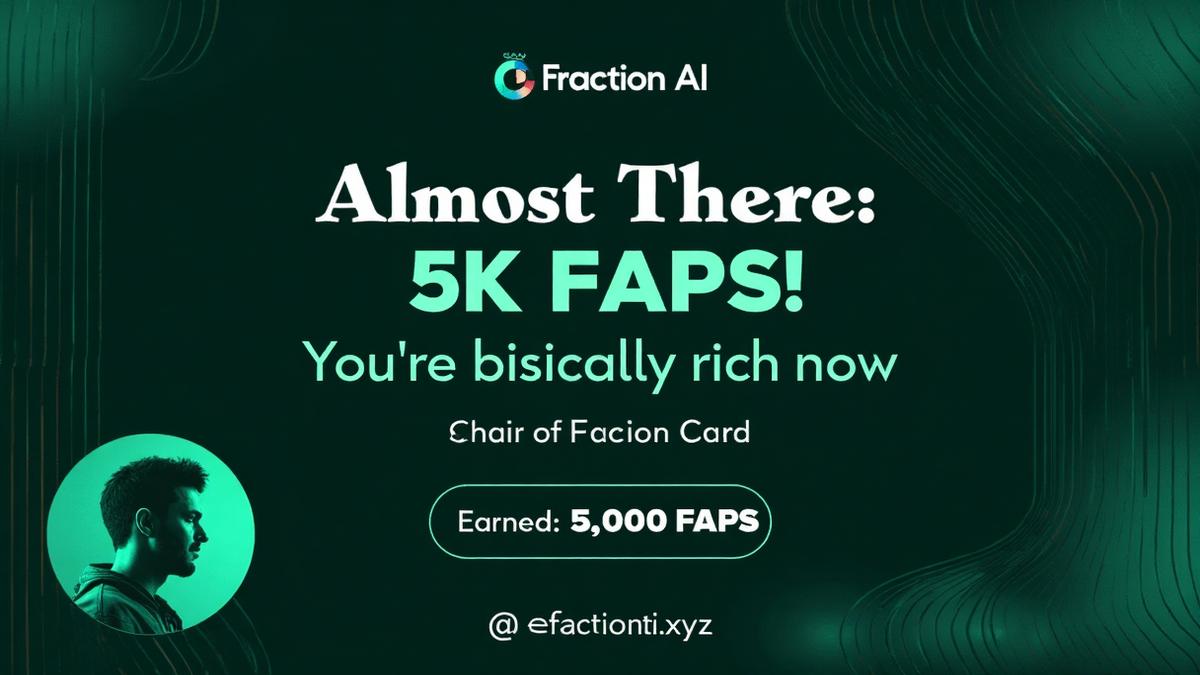 Fraction AI
Almost There:
5K FAPS!
You're bisically rich now
Chair of Facion Card
Earned: 5,000 FAPS
@ efactionti.xyz